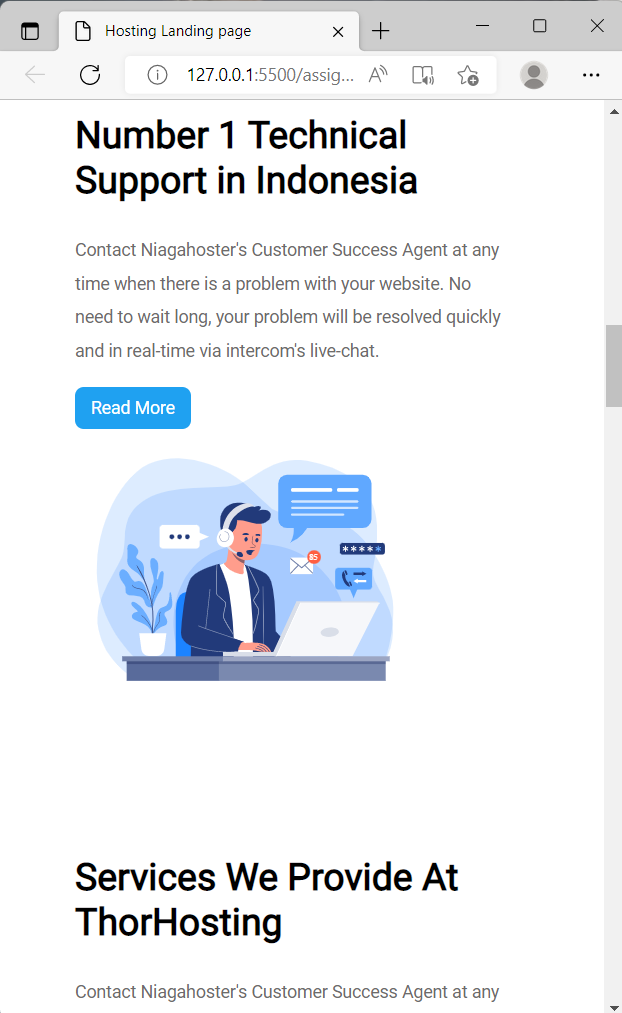 Hosting Landing page
127.0.0.1:5500/assig...
Number 1 Technical
Support in Indonesia
Contact Niagahoster's Customer Success Agent at any
time when there is a problem with your website. No
need to wait long, your problem will be resolved quickly
and in real-time via intercom's live-chat.
Read More
85
*****
Services We Provide At
ThorHosting
Contact Niagahoster's Customer Success Agent at any